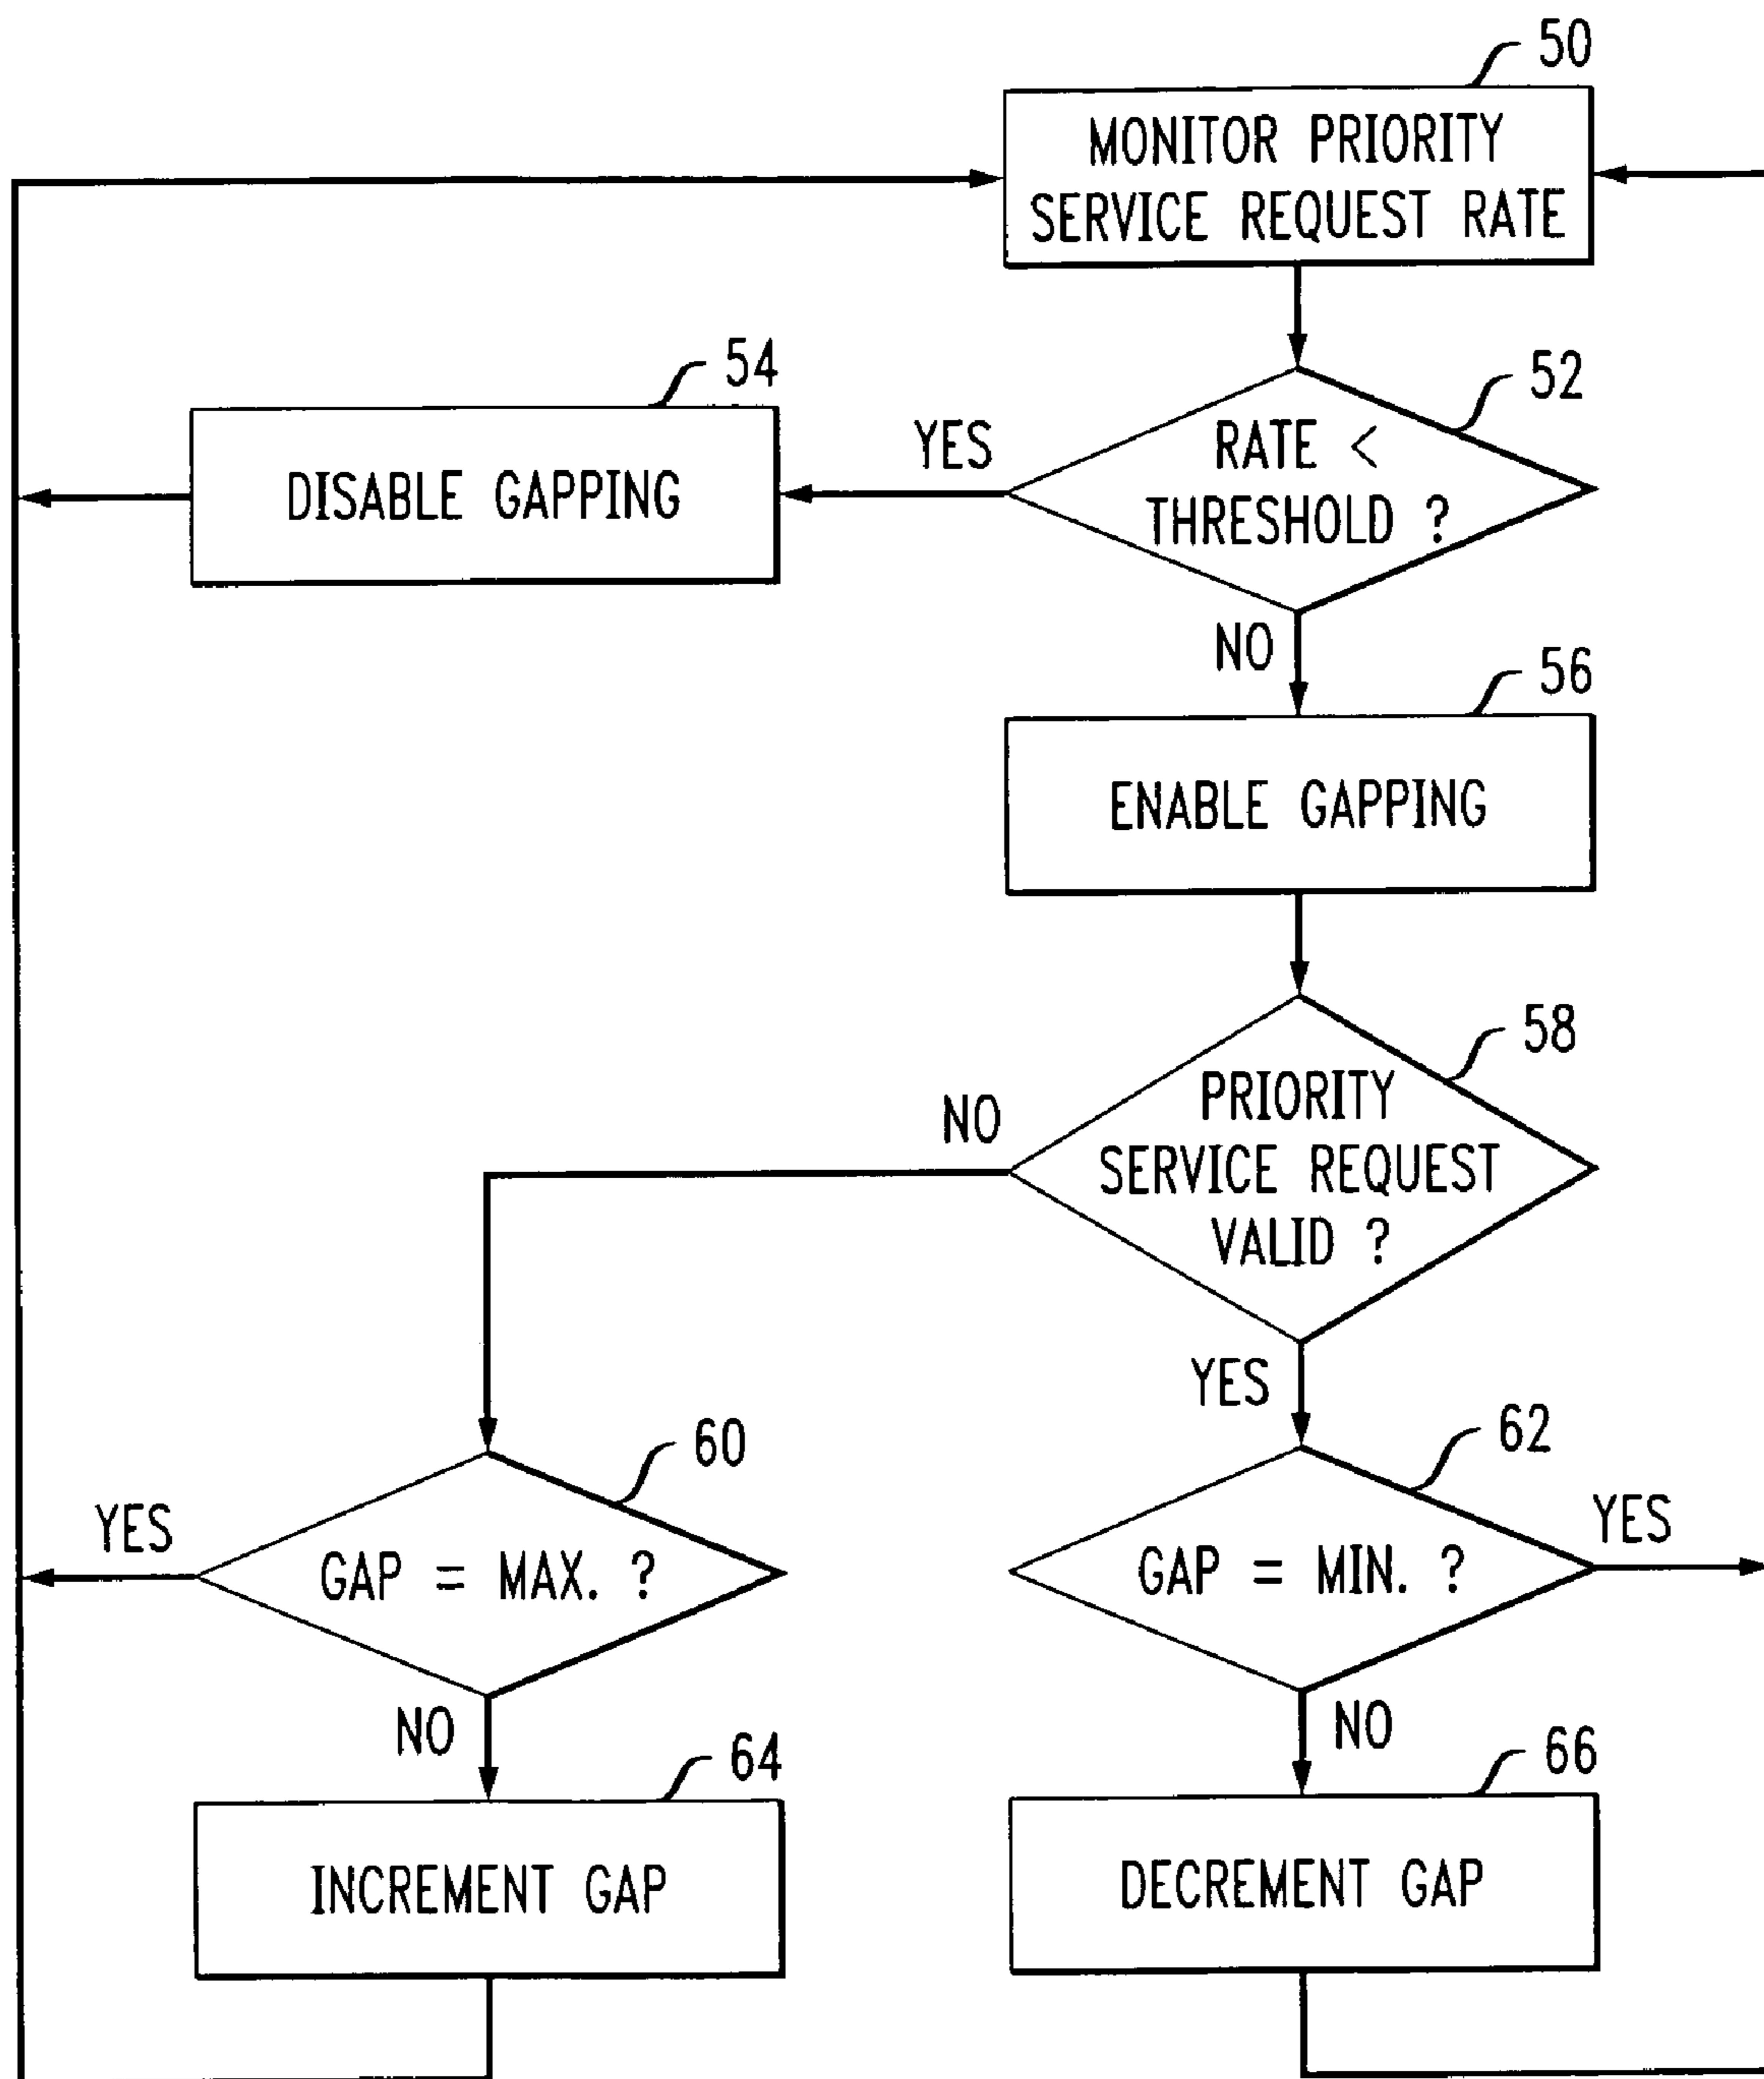 50
MONITOR PRIORITY
SERVICE REQUEST RATE
54
52
YES
RATE <
THRESHOLD ?
DISABLE GAPPING
NO
56
ENABLE GAPPING
58
NO
PRIORITY
SERVICE REQUEST
VALID ?
YES
60
62
YES
GAP = MAX. ?
GAP = MIN. ?
YES
NO
NO
64
66
INCREMENT GAP
DECREMENT GAP